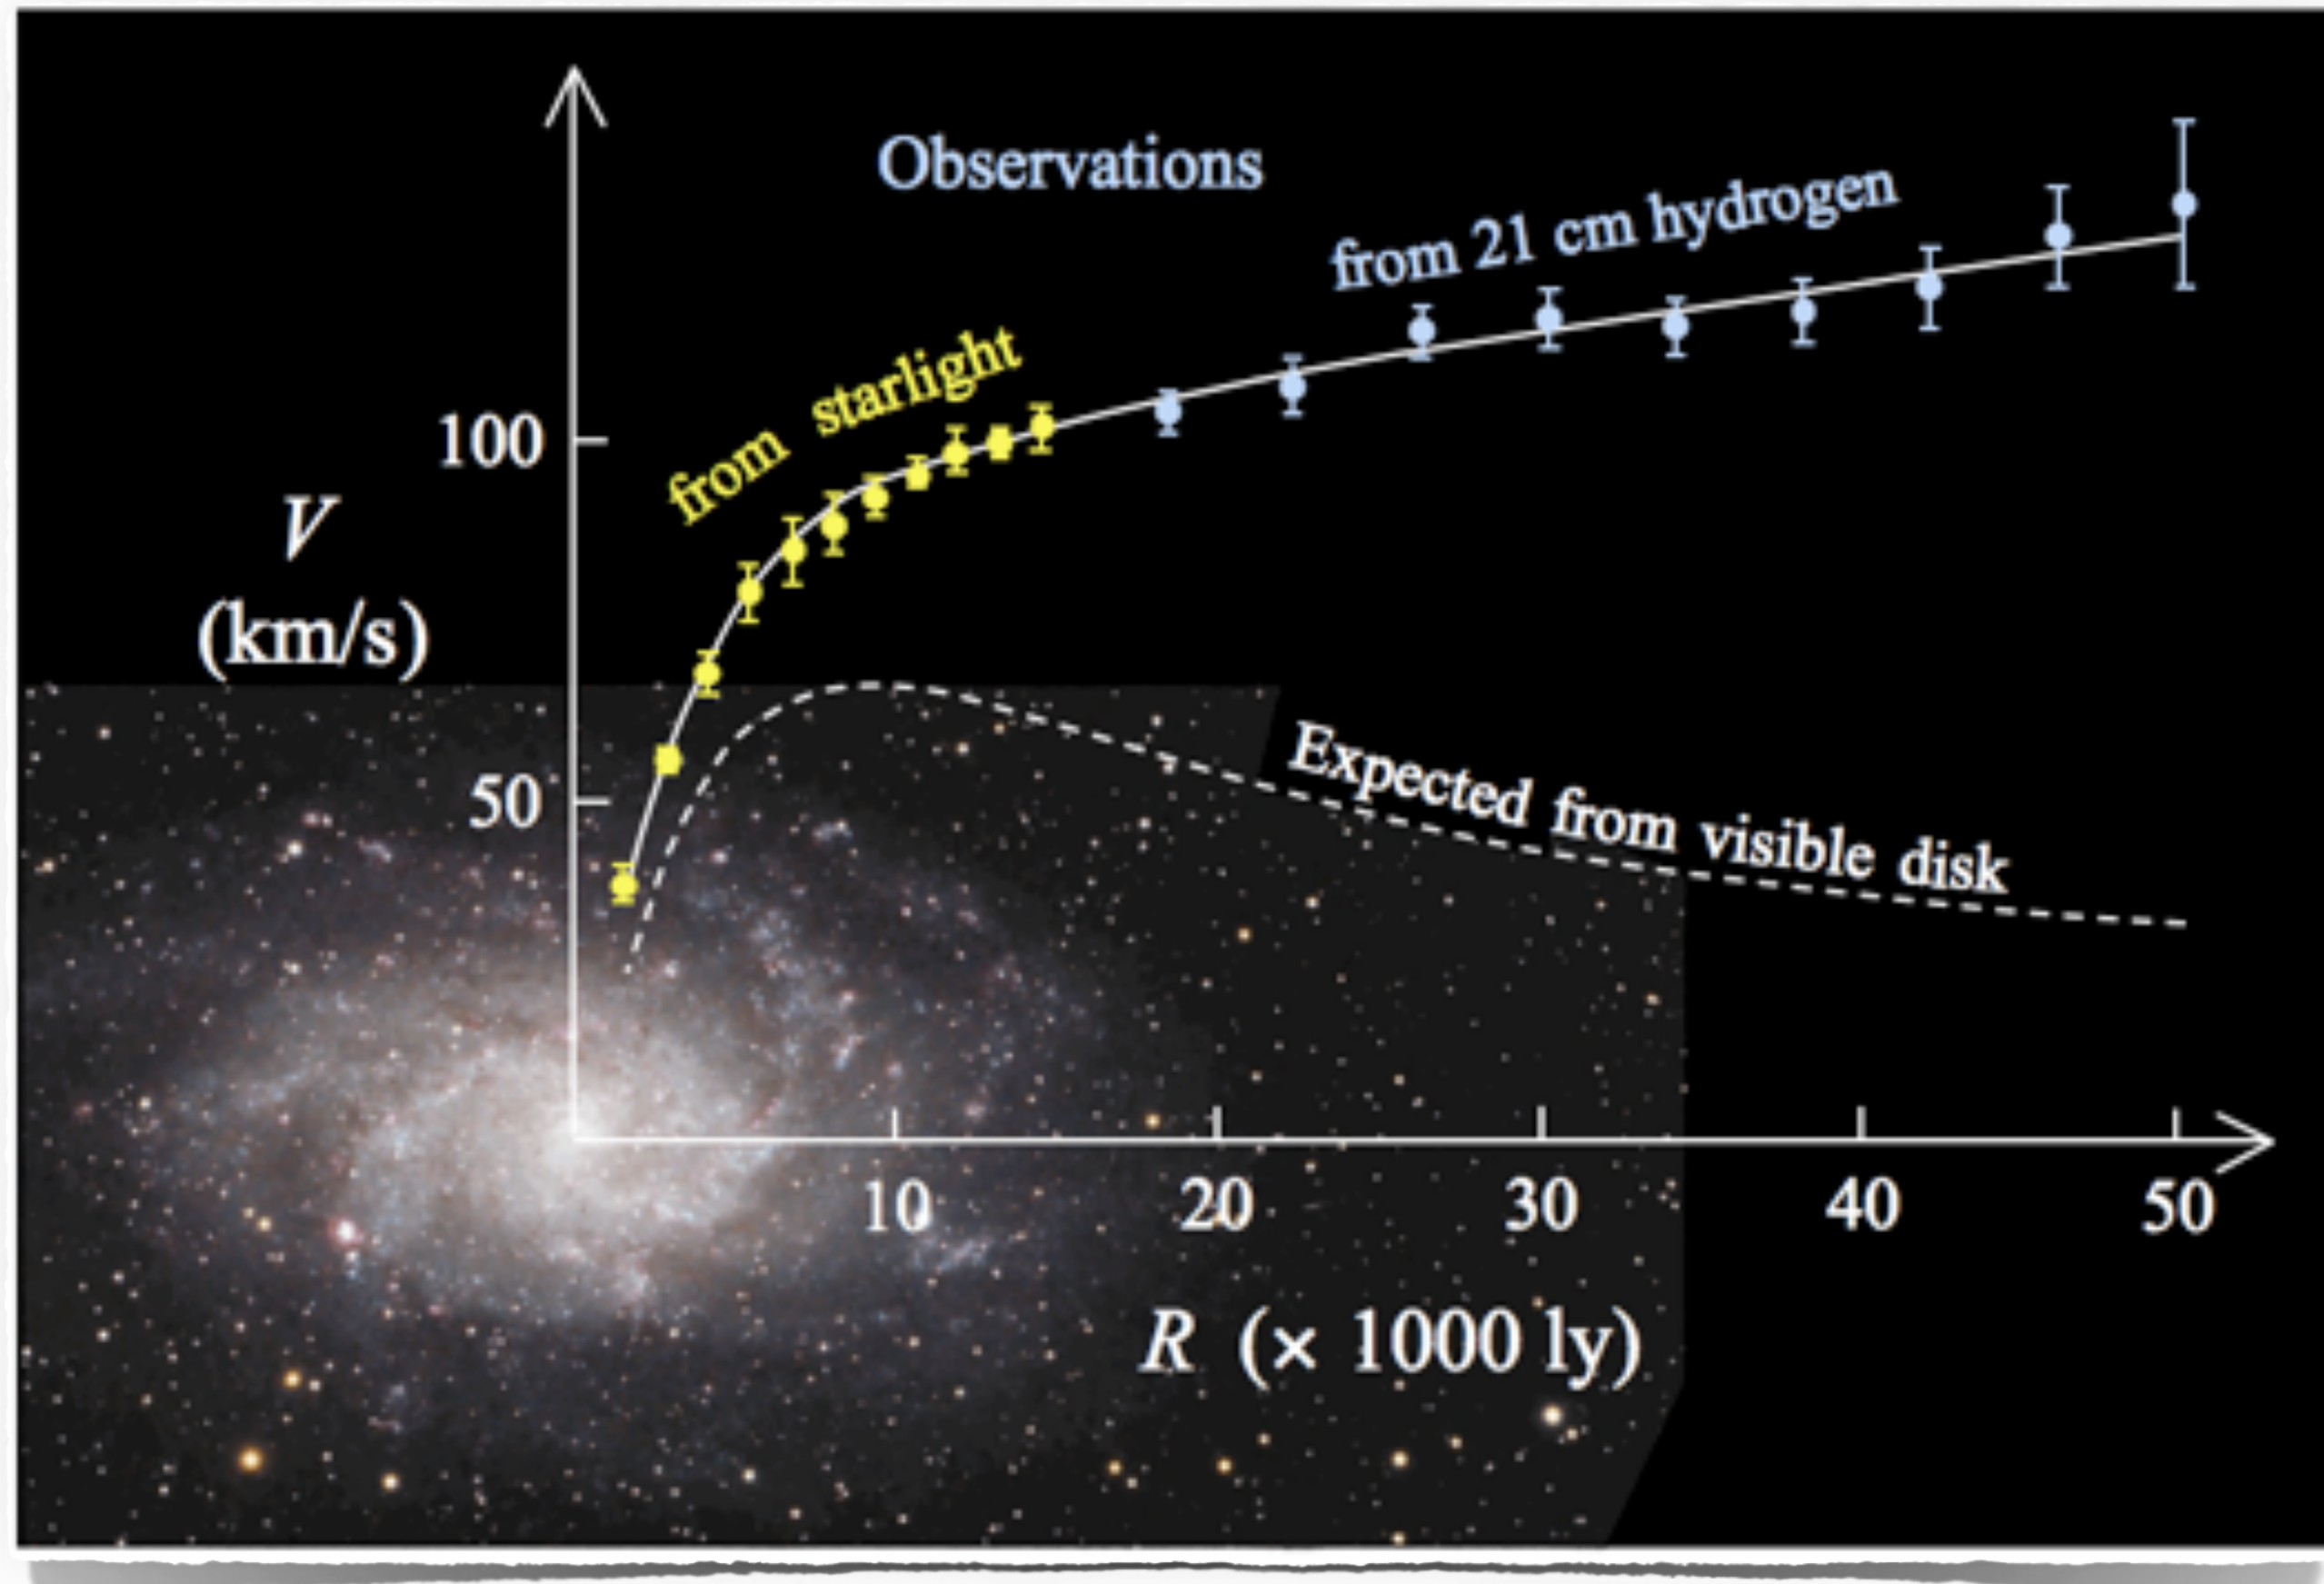 Observations
from 21 cm hydrogen
from starlight
100
V
(km/s)
50
Expected from visible disk
10 20 30 40 50
R (× 1000 ly)